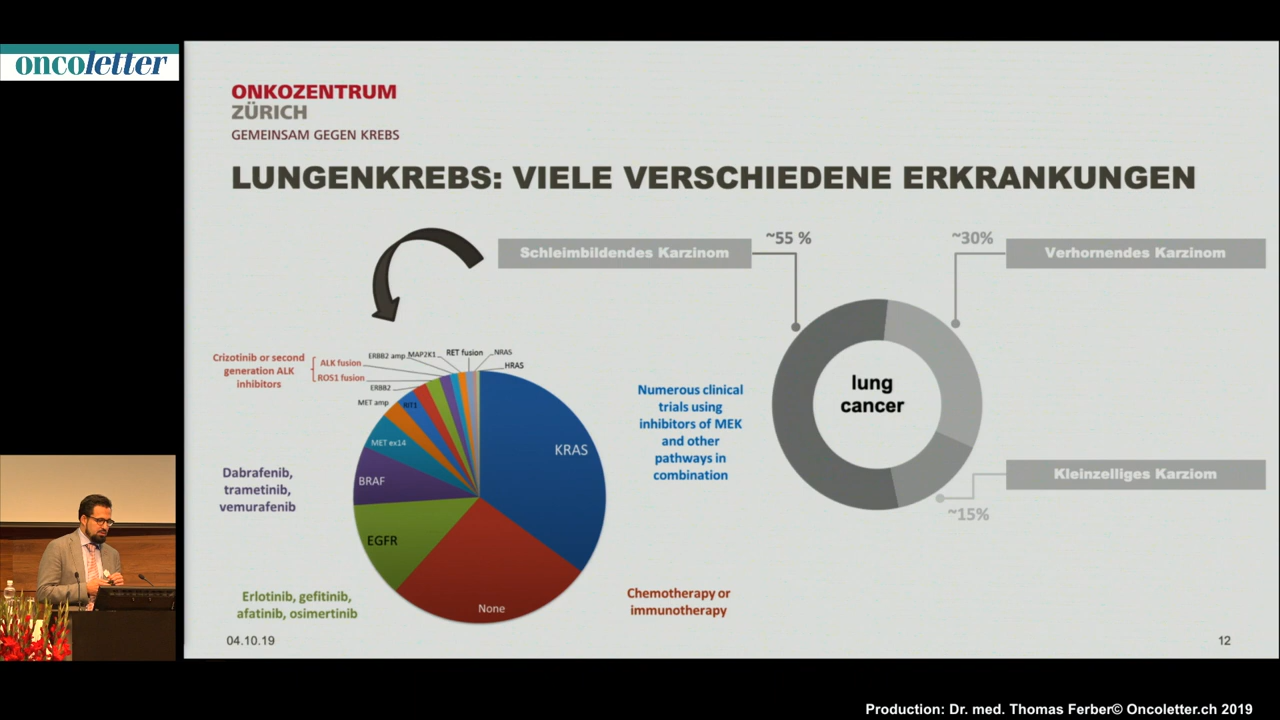 oncoletter
ONKOZENTRUM
ZÜRICH
GEMEINSAM GEGEN KREBS
LUNGENKREBS: VIELE VERSCHIEDENE ERKRANKUNGEN
Schleimbildendes Karzinom
~55 %
~30%
Verhornendes Karzinom
Crizotinib or second
generation ALK
inhibitors
ALK fusion
ROS1 fusion
ERBB2 amp
MAP2K1
RET fusion
NRAS
HRAS
ERBB2
MET amp
RIT1
MET ex14
BRAF
EGFR
KRAS
None
Dabrafenib,
trametinib,
vemurafenib
Erlotinib, gefitinib,
afatinib, osimertinib
Numerous clinical
trials using
inhibitors of MEK
and other
pathways in
combination
Chemotherapy or
immunotherapy
lung
cancer
Kleinzelliges Karziom
~15%
04.10.19
12
Production: Dr. med. Thomas Ferber© Oncoletter.ch 2019